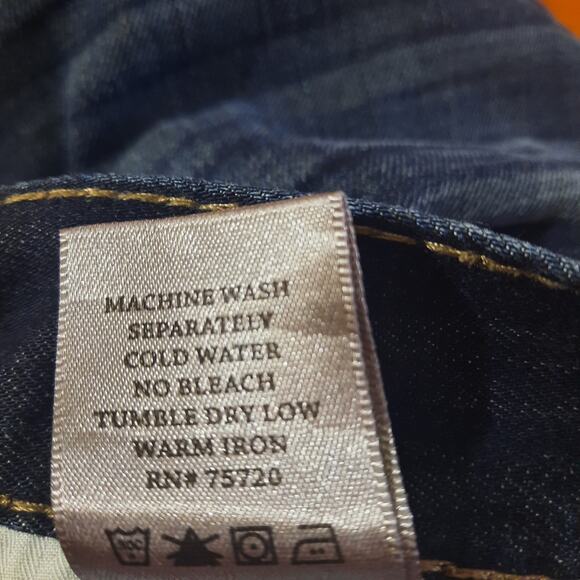 MACHINE WASH
SEPARATELY
COLD WATER
NO BLEACH
TUMBLE DRY LOW
WARM IRON
RN# 75720